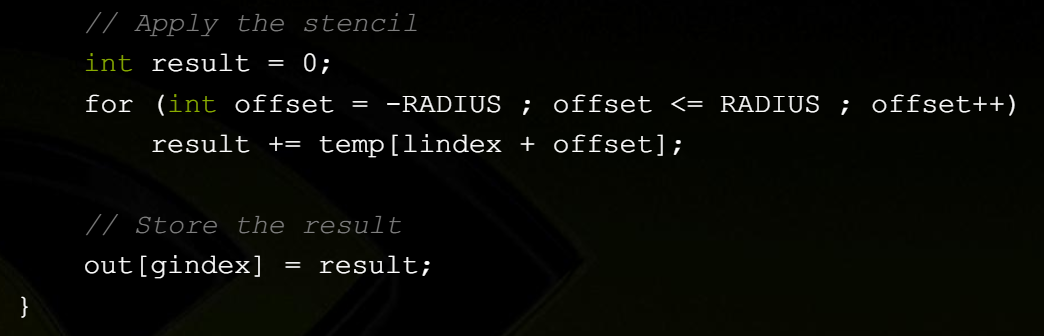 // Apply the stencil
int result = 0;
for (int offset = -RADIUS ; offset <= RADIUS ; offset++)
result += temp[lindex + offset];
// Store the result
out[gindex] = result;
}